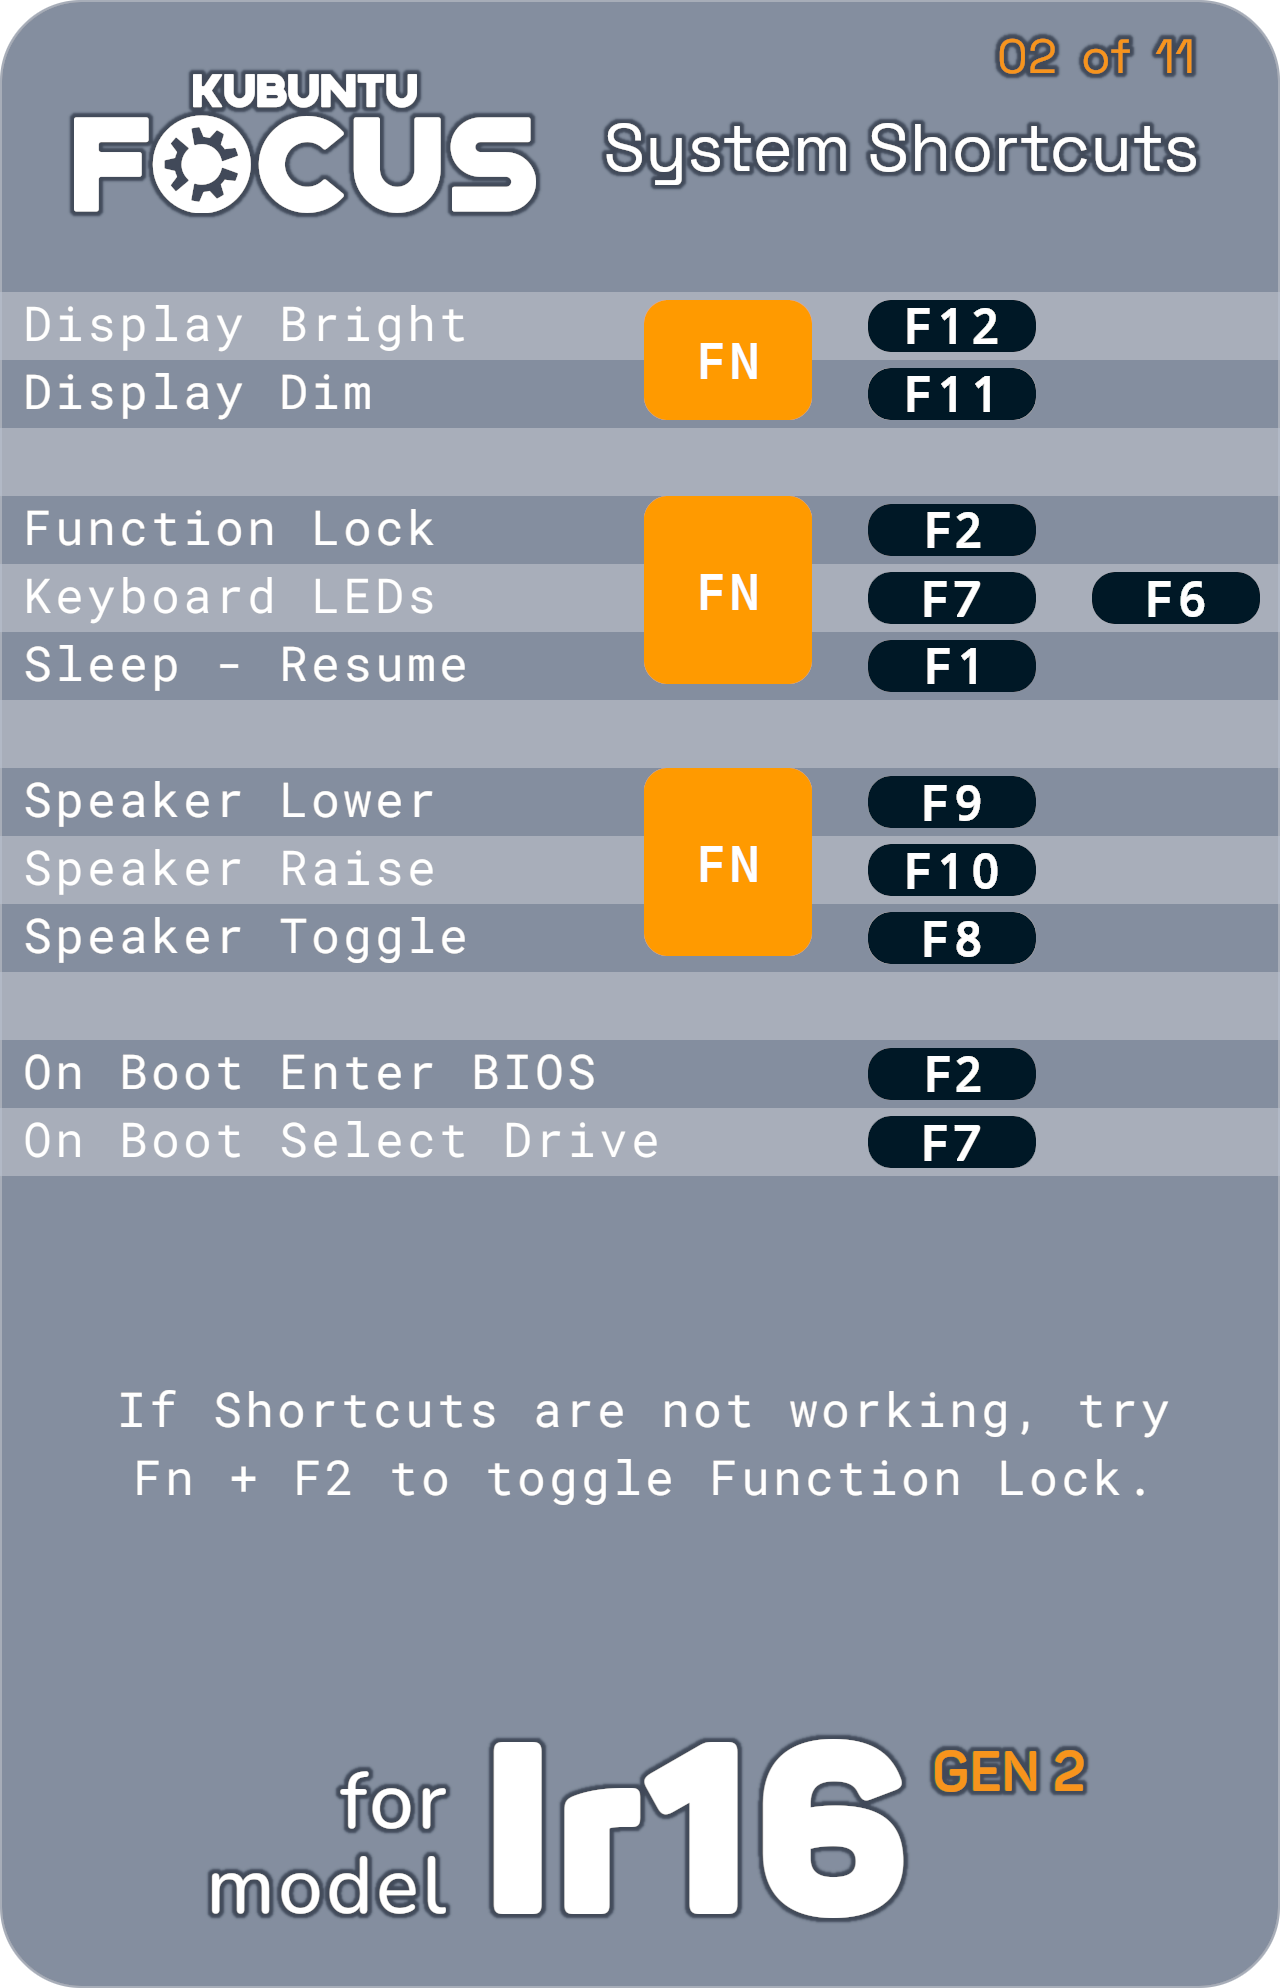 02 of 11
KUBUNTU
FOCUS
System Shortcuts
Display Bright FN F12
Display Dim F11
Function Lock FN F2
Keyboard LEDs F7 F6
Sleep - Resume F1
Speaker Lower FN F9
Speaker Raise F10
Speaker Toggle F8
On Boot Enter BIOS F2
On Boot Select Drive F7
If Shortcuts are not working, try
Fn + F2 to toggle Function Lock.
for
model
Ir16 GEN 2